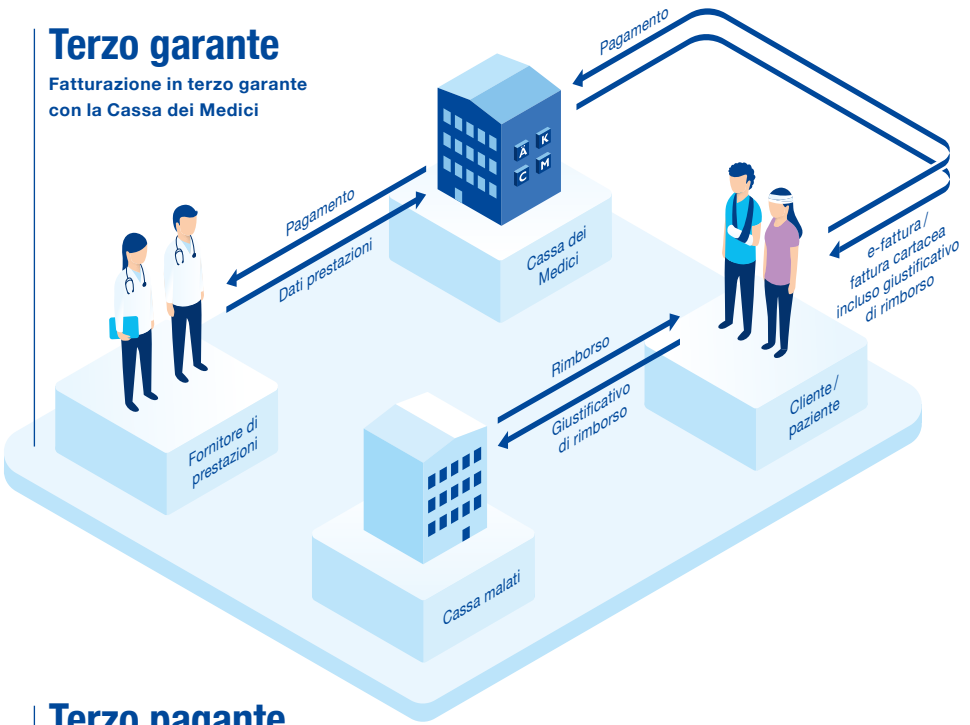 Terzo garante
Fatturazione in terzo garante
con la Cassa dei Medici
Pagamento
Ä K
C M
Pagamento
Dati prestazioni
Cassa dei
Medici
e-fattura /
fattura cartacea
incluso giustificativo
di rimborso
Rimborso
Giustificativo
di rimborso
Cliente /
paziente
Fornitore di
prestazioni
Cassa malati
Terzo pagante